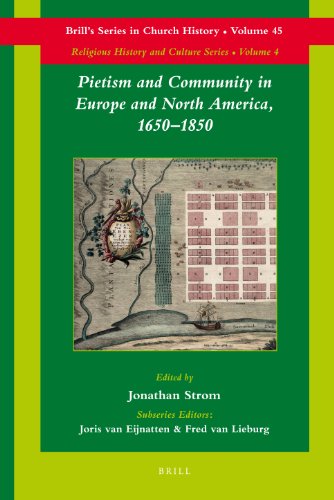 Brill's Series in Church History • Volume 45
Religious History and Culture Series • Volume 4
Pietism and Community in
Europe and North America,
1650–1850
Edited by
Jonathan Strom
Subseries Editors:
Joris van Eijnatten & Fred van Lieburg
BRILL